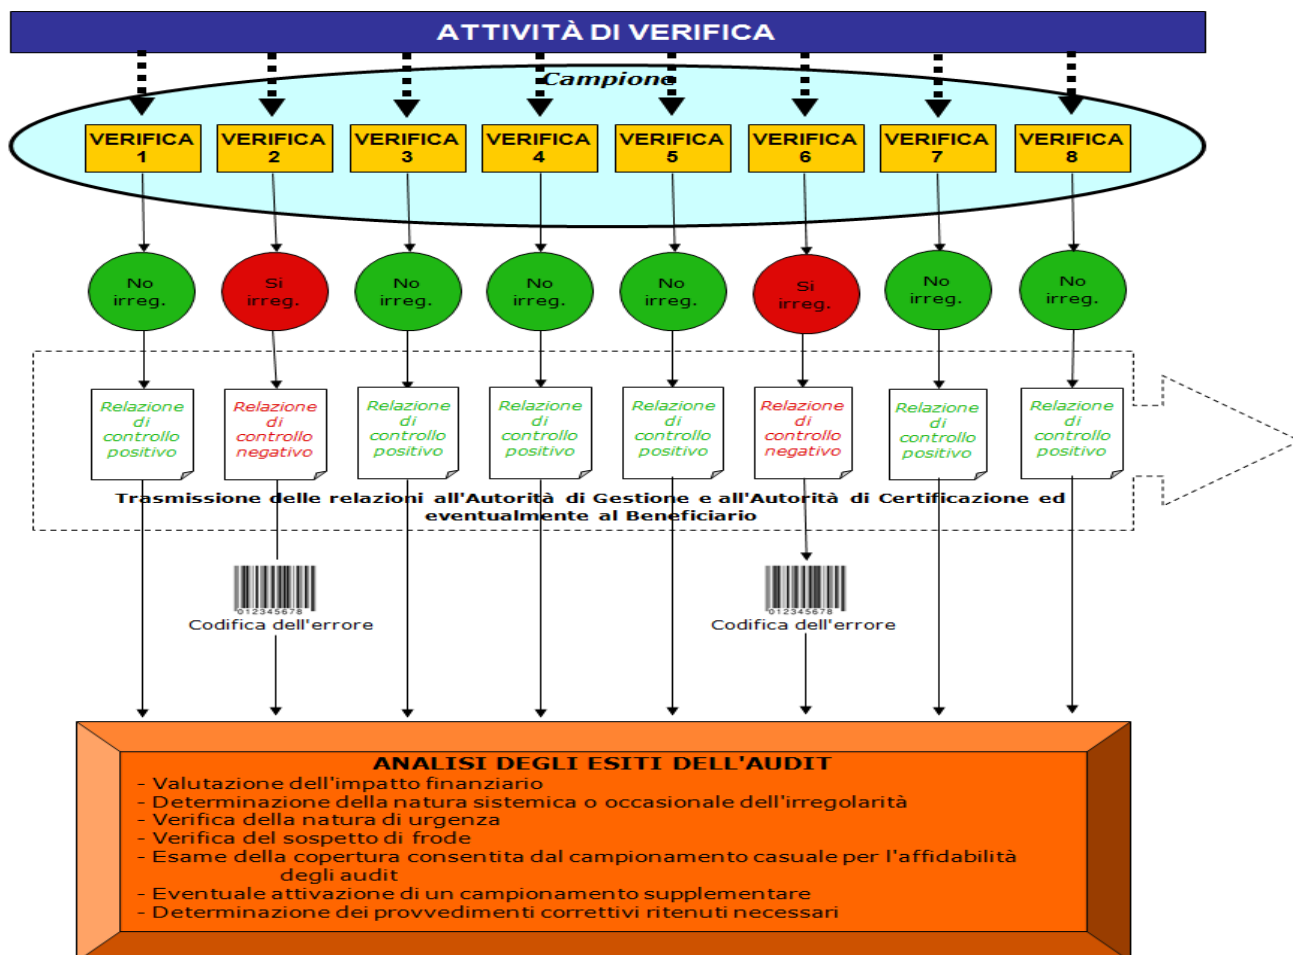 ATTIVITÀ DI VERIFICA
Campione
VERIFICA 1
VERIFICA 2
VERIFICA 3
VERIFICA 4
VERIFICA 5
VERIFICA 6
VERIFICA 7
VERIFICA 8
No
irreg.
Si
irreg.
No
irreg.
No
irreg.
No
irreg.
Si
irreg.
No
irreg.
No
irreg.
Relazione
di
controllo
positivo
Relazione
di
controllo
negativo
Relazione
di
controllo
positivo
Relazione
di
controllo
positivo
Relazione
di
controllo
positivo
Relazione
di
controllo
negativo
Relazione
di
controllo
positivo
Relazione
di
controllo
positivo
Trasmissione delle relazioni all'Autorità di Gestione e all'Autorità di Certificazione ed
eventualmente al Beneficiario
012345678
Codifica dell'errore
012345678
Codifica dell'errore
ANALISI DEGLI ESITI DELL'AUDIT
- Valutazione dell'impatto finanziario
- Determinazione della natura sistemica o occasionale dell'irregolarità
- Verifica della natura di urgenza
- Verifica del sospetto di frode
- Esame della copertura consentita dal campionamento casuale per l'affidabilità
degli audit
- Eventuale attivazione di un campionamento supplementare
- Determinazione dei provvedimenti correttivi ritenuti necessari